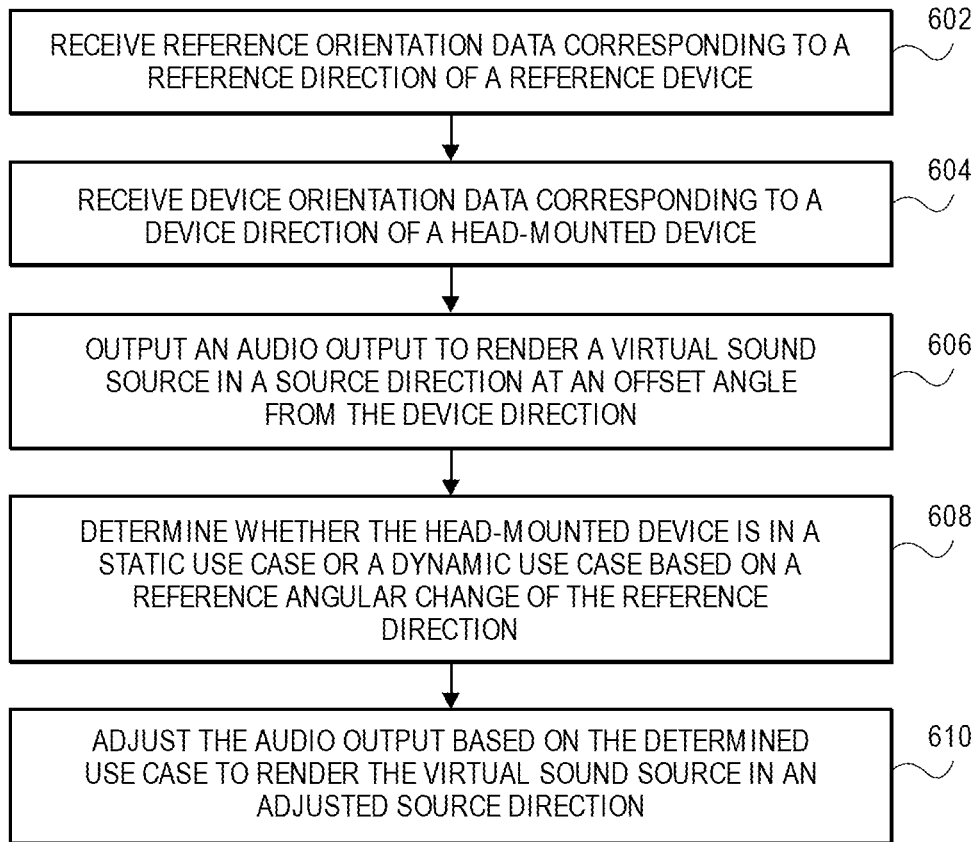 602
RECEIVE REFERENCE ORIENTATION DATA CORRESPONDING TO A
REFERENCE DIRECTION OF A REFERENCE DEVICE
604
RECEIVE DEVICE ORIENTATION DATA CORRESPONDING TO A
DEVICE DIRECTION OF A HEAD-MOUNTED DEVICE
606
OUTPUT AN AUDIO OUTPUT TO RENDER A VIRTUAL SOUND
SOURCE IN A SOURCE DIRECTION AT AN OFFSET ANGLE
FROM THE DEVICE DIRECTION
608
DETERMINE WHETHER THE HEAD-MOUNTED DEVICE IS IN A
STATIC USE CASE OR A DYNAMIC USE CASE BASED ON A
REFERENCE ANGULAR CHANGE OF THE REFERENCE
DIRECTION
610
ADJUST THE AUDIO OUTPUT BASED ON THE DETERMINED
USE CASE TO RENDER THE VIRTUAL SOUND SOURCE IN AN
ADJUSTED SOURCE DIRECTION